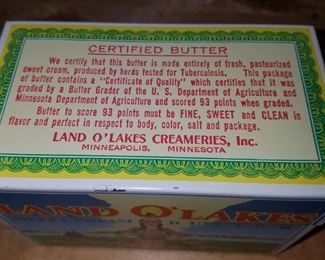 CERTIFIED BUTTER
We certify that this butter is made entirely of fresh, pasteurized
sweet cream, produced by herds tested for Tuberculosis. This package
of butter contains a "Certificate of Quality" which certifies that it was
graded by a Butter Grader of the U. S. Department of Agriculture and
Minnesota Department of Agriculture and scored 93 points when graded.
Butter to score 93 points must be FINE, SWEET and CLEAN in
flavor and perfect in respect to body, color, salt and package.
LAND O'LAKES CREAMERIES, Inc.
MINNEAPOLIS, MINNESOTA
LAND O'LAKES